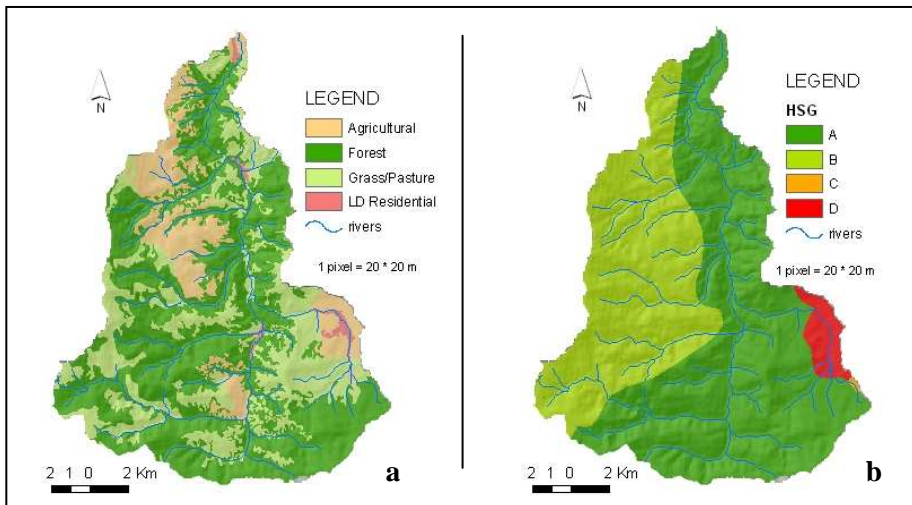 LEGEND
Agricultural
Forest
Grass/Pasture
LD Residential
rivers
1 pixel = 20 * 20 m
N
2 1 0 2 Km
a
LEGEND
HSG
A
B
C
D
rivers
1 pixel = 20 * 20 m
N
2 1 0 2 Km
b